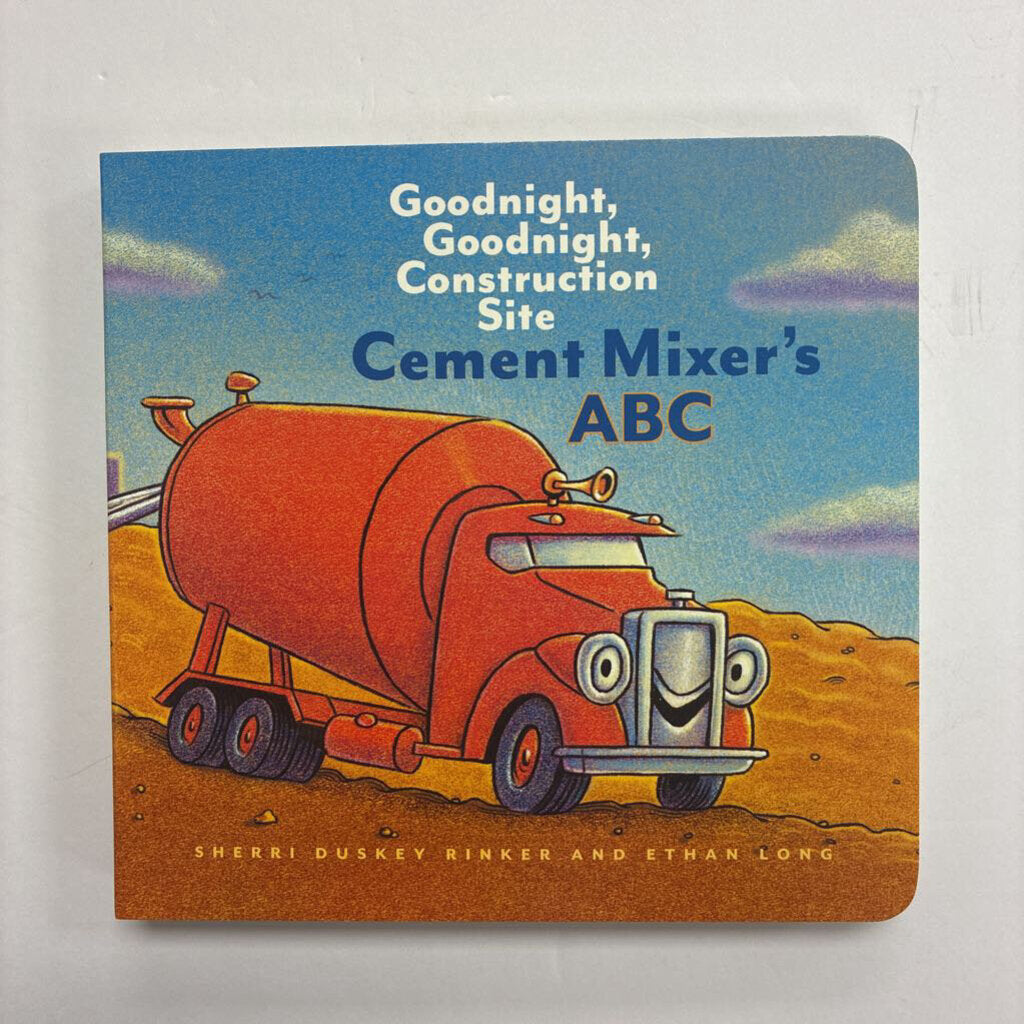 Goodnight,
Goodnight,
Construction
Site
Cement Mixer's
ABC
SHERRI DUSKEY RINKER AND ETHAN LONG